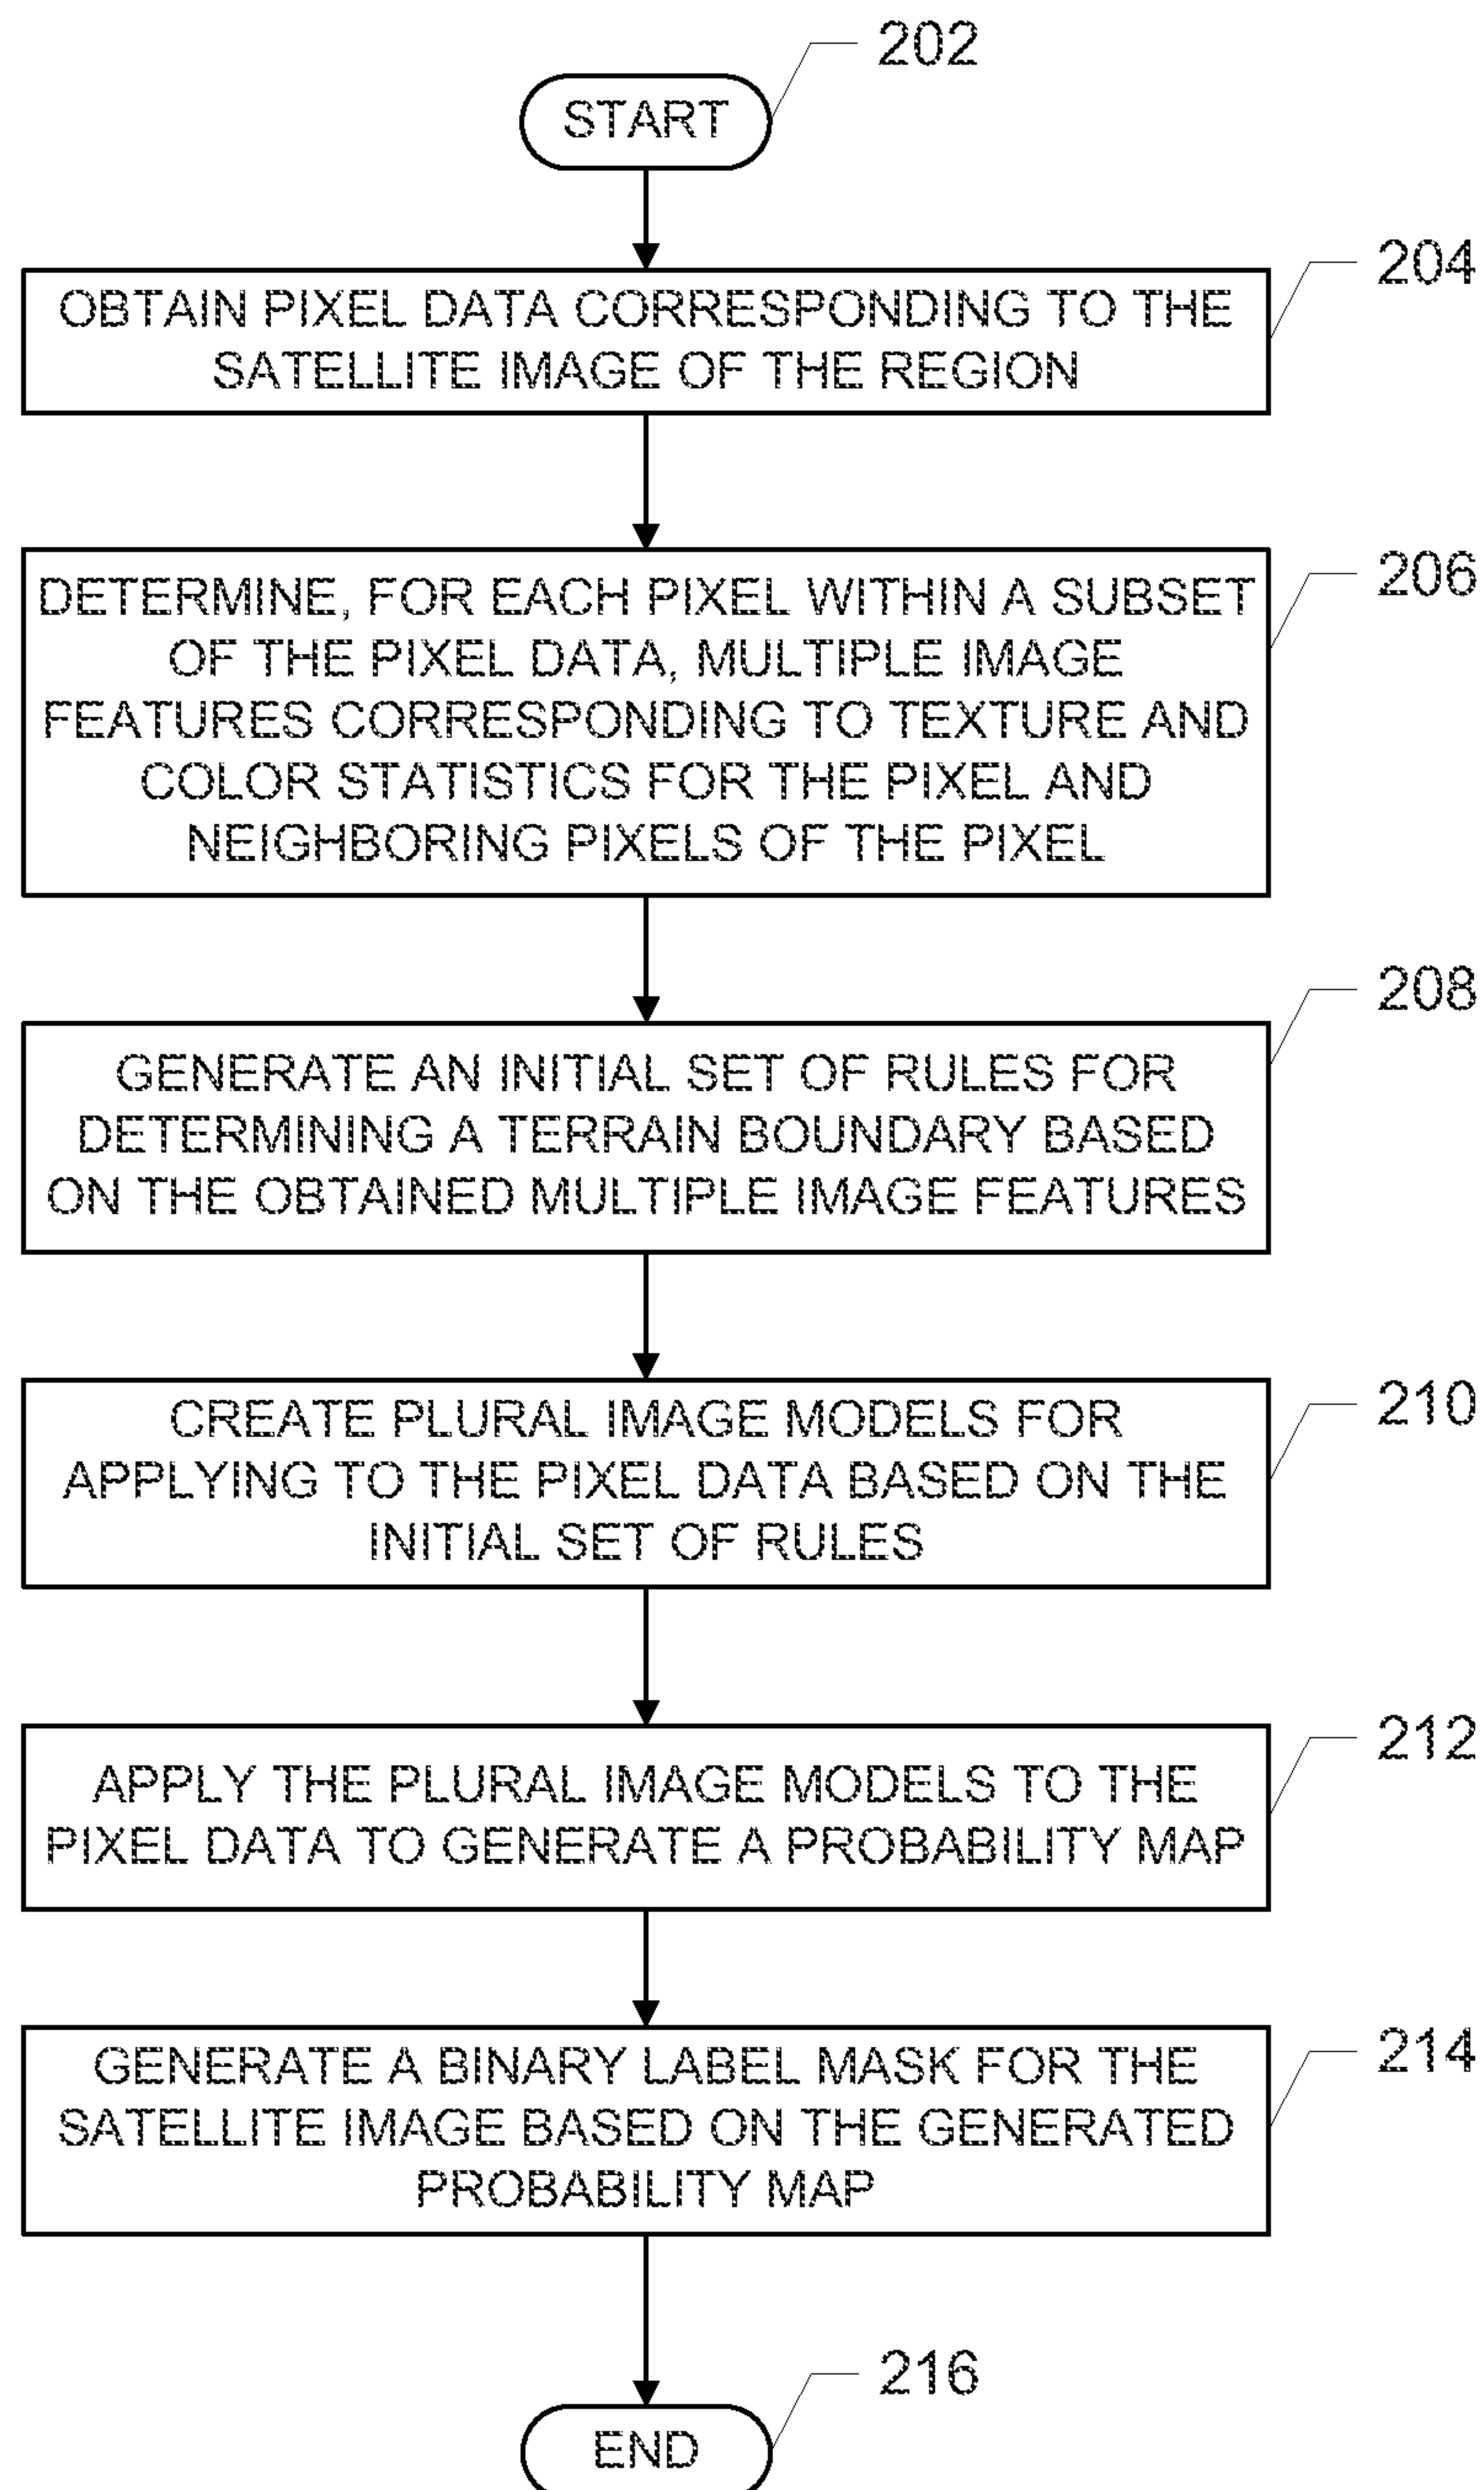 202
START
204
OBTAIN PIXEL DATA CORRESPONDING TO THE
SATELLITE IMAGE OF THE REGION
206
DETERMINE, FOR EACH PIXEL WITHIN A SUBSET
OF THE PIXEL DATA, MULTIPLE IMAGE
FEATURES CORRESPONDING TO TEXTURE AND
COLOR STATISTICS FOR THE PIXEL AND
NEIGHBORING PIXELS OF THE PIXEL
208
GENERATE AN INITIAL SET OF RULES FOR
DETERMINING A TERRAIN BOUNDARY BASED
ON THE OBTAINED MULTIPLE IMAGE FEATURES
210
CREATE PLURAL IMAGE MODELS FOR
APPLYING TO THE PIXEL DATA BASED ON THE
INITIAL SET OF RULES
212
APPLY THE PLURAL IMAGE MODELS TO THE
PIXEL DATA TO GENERATE A PROBABILITY MAP
214
GENERATE A BINARY LABEL MASK FOR THE
SATELLITE IMAGE BASED ON THE GENERATED
PROBABILITY MAP
216
END